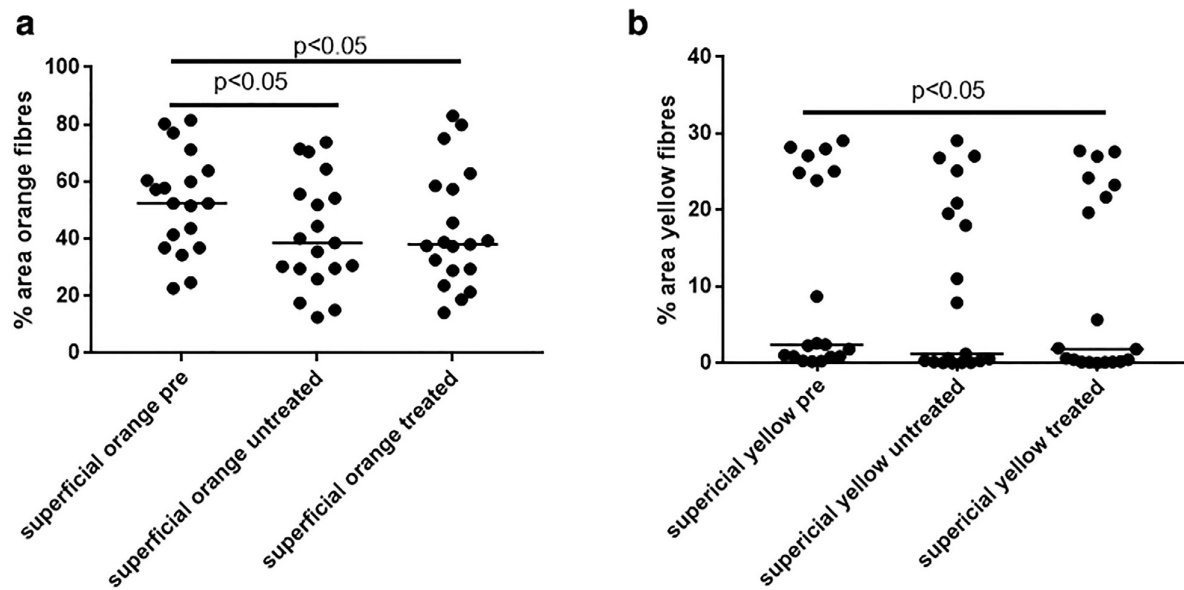 a
p<0.05
p<0.05
100
80
60
40
20
0
% area orange fibres
superficial orange pre
superficial orange untreated
superficial orange treated
b
p<0.05
40
30
20
10
0
% area yellow fibres
supericial yellow pre
supericial yellow untreated
supericial yellow treated